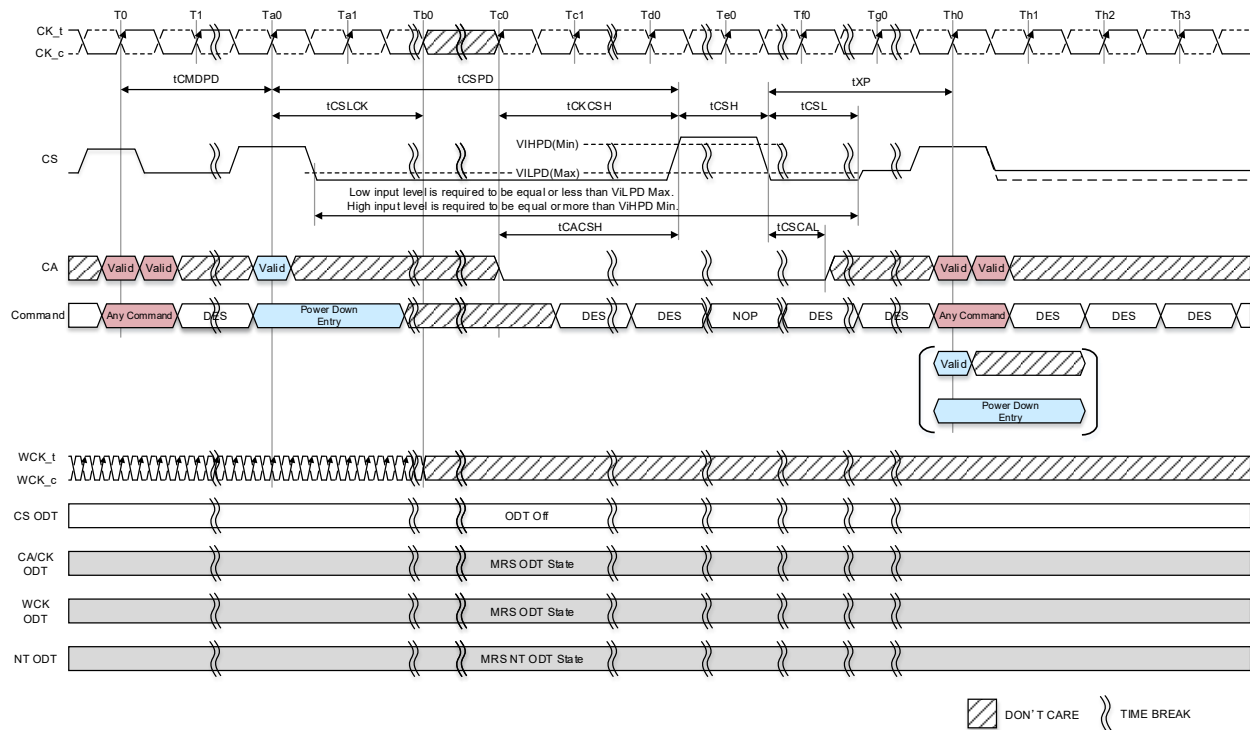 T0 T1 Ta0 Ta1 Tb0 Tc0 Tc1 Td0 Te0 Tf0 Tg0 Th0 Th1 Th2 Th3
CK_t
CK_c
tCMDPD tCSPD tXP
tCSLCK tCKCSH tCSH tCSL
VIHPD(Min)
CS
VILPD(Max)
Low input level is required to be equal or less than ViLPD Max.
High input level is required to be equal or more than ViHPD Min.
tCACSH tCSCAL
CA Valid Valid Valid Valid Valid
Command Any Command DES Power Down Entry DES DES NOP DES DES Any Command DES DES DES
Valid
Power Down
Entry
WCK_t
WCK_c
CS ODT ODT Off
CA/CK
ODT
MRS ODT State
WCK
ODT
MRS ODT State
NT ODT MRS NT ODT State
DON'T CARE TIME BREAK